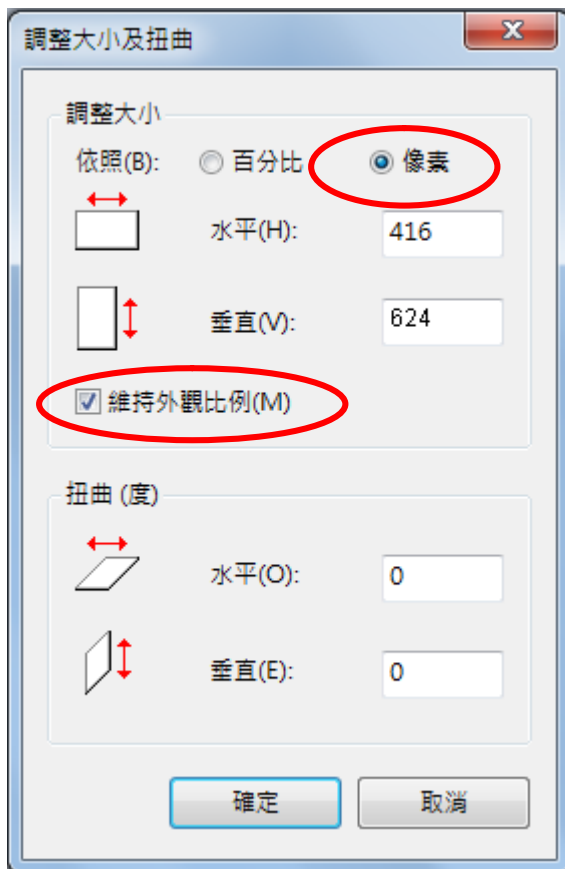 調整大小及扭曲
調整大小
依照(B): 百分比 像素
水平(H): 416
垂直(V): 624
維持外觀比例(M)
扭曲 (度)
水平(O): 0
垂直(E): 0
確定 取消